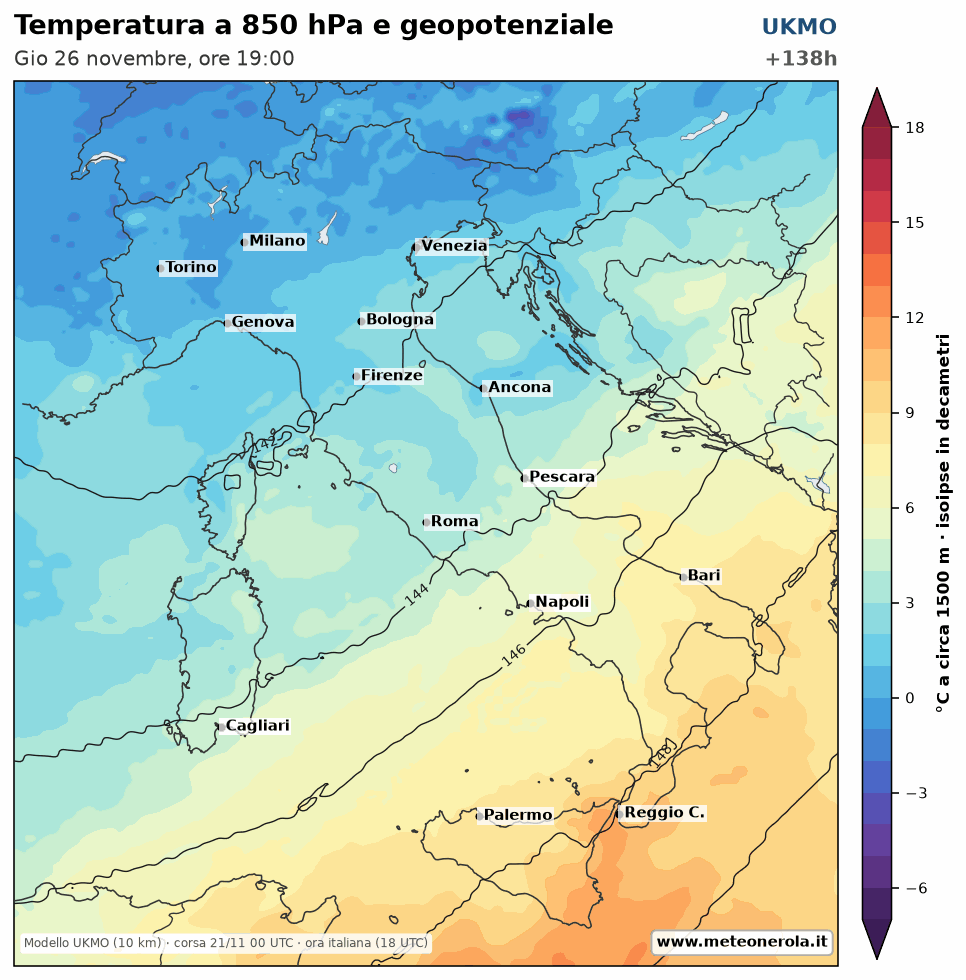 Temperatura a 850 hPa e geopotenziale
UKMO
Gio 26 novembre, ore 19:00
+138h
Milano
Venezia
Torino
Genova
Bologna
Firenze
Ancona
142
Pescara
Roma
Bari
144
Napoli
146
Cagliari
148
Palermo
Reggio C.
Modello UKMO (10 km) · corsa 21/11 00 UTC · ora italiana (18 UTC)
www.meteonerola.it
18
15
12
9
6
3
0
−3
−6
°C a circa 1500 m · isoipse in decametri